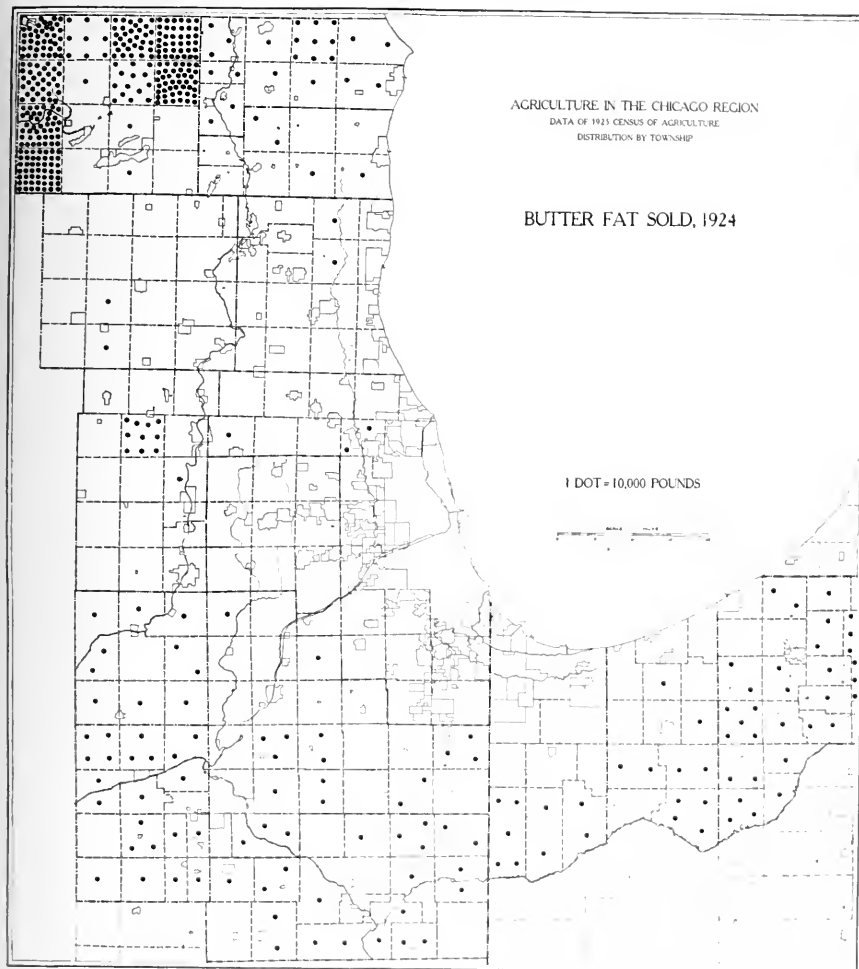 AGRICULTURE IN THE CHICAGO REGION
DATA OF 1925 CENSUS OF AGRICULTURE
DISTRIBUTION BY TOWNSHIP
BUTTER FAT SOLD, 1924
1 DOT = 10,000 POUNDS